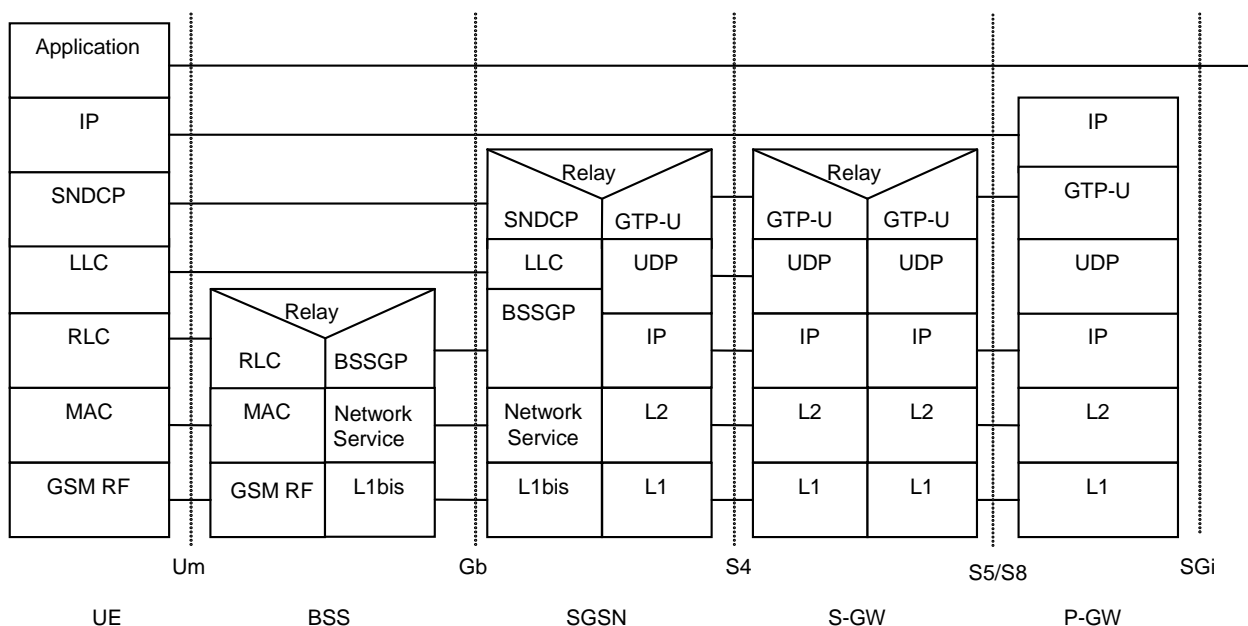 Application
IP IP
Relay Relay
SNDCP GTP-U
SNDCP GTP-U GTP-U GTP-U
LLC LLC UDP UDP UDP UDP
Relay BSSGP
RLC IP IP IP IP
RLC BSSGP
MAC MAC Network Service Network Service L2 L2 L2 L2
GSM RF GSM RF L1bis L1bis L1 L1 L1 L1
Um Gb S4 S5/S8 SGi
UE BSS SGSN S-GW P-GW